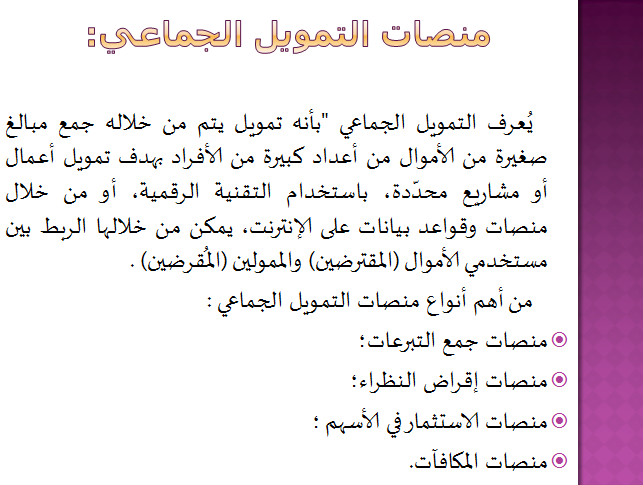 منصات التمويل الجماعي:
يُعرف التمويل الجماعي "بأنه تمويل يتم من خلاله جمع مبالغ
صغيرة من الأموال من أعداد كبيرة من الأفراد بهدف تمويل أعمال
أو مشاريع محدّدة، باستخدام التقنية الرقمية، أو من خلال
منصات وقواعد بيانات على الإنترنت، يمكن من خلالها الربط بين
مستخدمي الأموال (المقترضين) والممولين (المُقرضين) .
من أهم أنواع منصات التمويل الجماعي :
منصات جمع التبرعات؛
منصات إقراض النظراء؛
منصات الاستثمار في الأسهم ؛
منصات المكافآت.